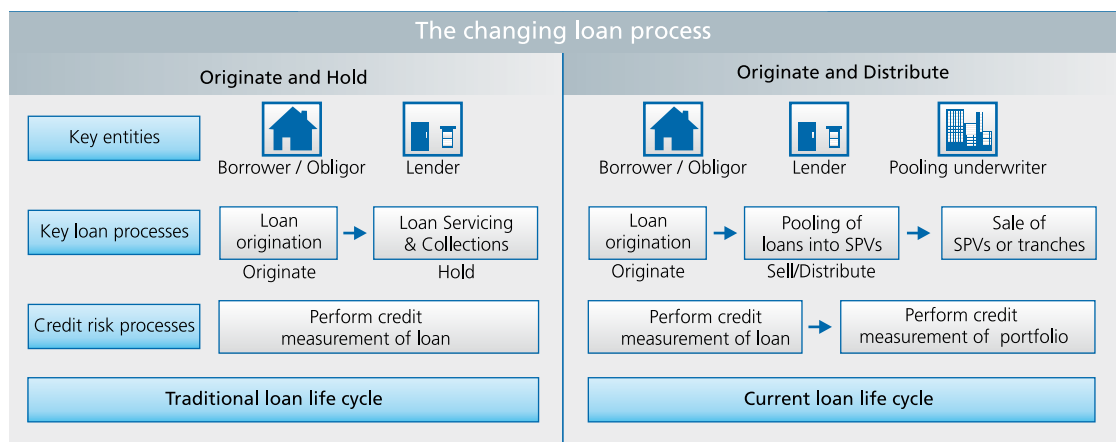 The changing loan process
Originate and Hold
Originate and Distribute
Key entities
Borrower / Obligor
Lender
Borrower / Obligor
Lender
Pooling underwriter
Key loan processes
Loan
origination
Originate
Loan Servicing
& Collections
Hold
Loan
origination
Originate
Pooling of
loans into SPVs
Sell/Distribute
Sale of
SPVs or tranches
Credit risk processes
Perform credit
measurement of loan
Perform credit
measurement of loan
Perform credit
measurement of portfolio
Traditional loan life cycle
Current loan life cycle